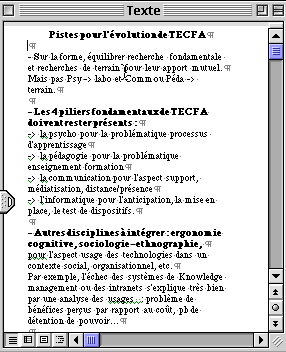 Texte
Pistes pour l'évolution de TECFA
- Sur la forme, équilibrer recherche fondamentale
et recherches de terrain pour leur apport mutuel.
Mais pas Psy -> labo et Comm ou Péda ->
terrain.
- Les 4 piliers fondamentaux de TECFA
doivent rester présents :
-> la psycho pour la problématique processus
d'apprentissage
-> la pédagogie pour la problématique
enseignement formation
-> la communication pour l'aspect support,
médiatisation, distance/présence
-> l'informatique pour l'anticipation, la mise en
place, le test de dispositifs.
- Autres disciplines à intégrer : ergonomie
cognitive, sociologie-ethnographie,
pour l'aspect usage des technologies dans un
contexte social, organisationnel, etc.
Par exemple, l'échec des systèmes de Knowledge
management ou des intranets s'explique très bien
par une analyse des usages : problème de
bénéfices perçus par rapport au coût, pb de
détention de pouvoir...